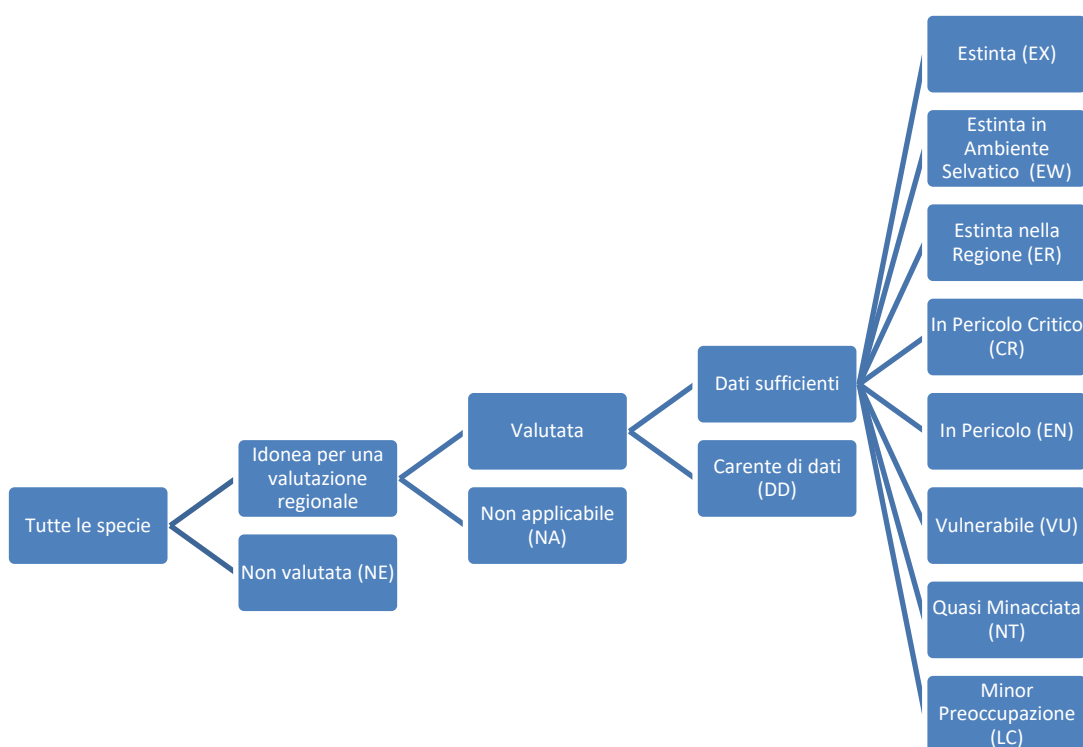 Tutte le specie
Idonea per una
valutazione
regionale
Non valutata (NE)
Valutata
Non applicabile
(NA)
Dati sufficienti
Carente di dati
(DD)
Estinta (EX)
Estinta in
Ambiente
Selvatico  (EW)
Estinta nella
Regione (ER)
In Pericolo Critico
(CR)
In Pericolo (EN)
Vulnerabile (VU)
Quasi Minacciata
(NT)
Minor
Preoccupazione
(LC)